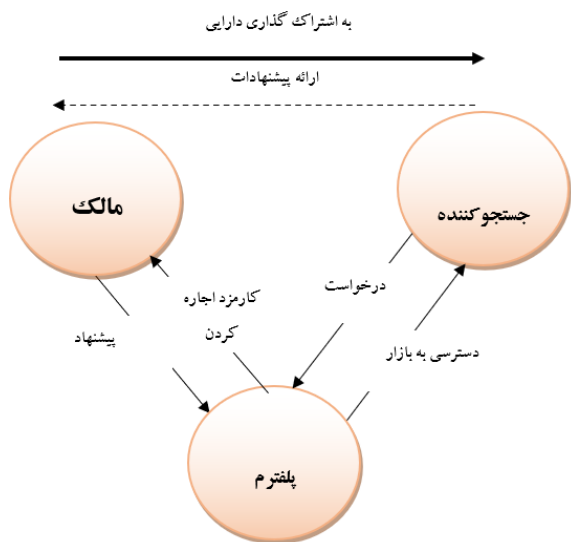 به اشتراک گذاری دارایی
ارائه پیشنهادات
مالک
جستجوکننده
درخواست
کارمزد اجاره
کردن
پیشنهاد
دسترسی به بازار
پلفترم